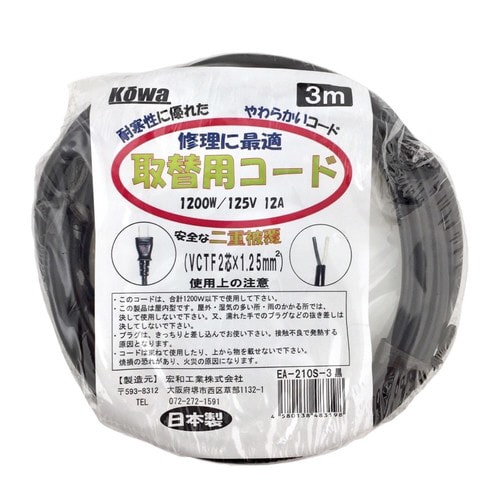 Kōwa
3m
耐寒性に優れた
やわらかいコード
修理に最適
取替用コード
1200W/125V 12A
安全な二重被覆
(VCTF2芯×1.25mm²)
使用上の注意
・このコードは、合計1200W以下で使用して下さい。
・この製品は屋内型です。屋外・湿気の多い所・雨のかかる所では、
決して使用しないで下さい。又、濡れた手でのプラグなどの抜き差しは
決してしないで下さい。
・プラグは、きっちりと差し込んでお使い下さい。接触不良で発熱する
原因となります。
・コードは束ねて使用したり、上から物を載せないで下さい。
焼損の恐れがあり、火災の原因になります。
【製造元】宏和工業株式会社
〒593-8312 大阪府堺市西区草部1132-1
TEL 072-272-1591
日本製
EA-210S-3黒
4580138483198